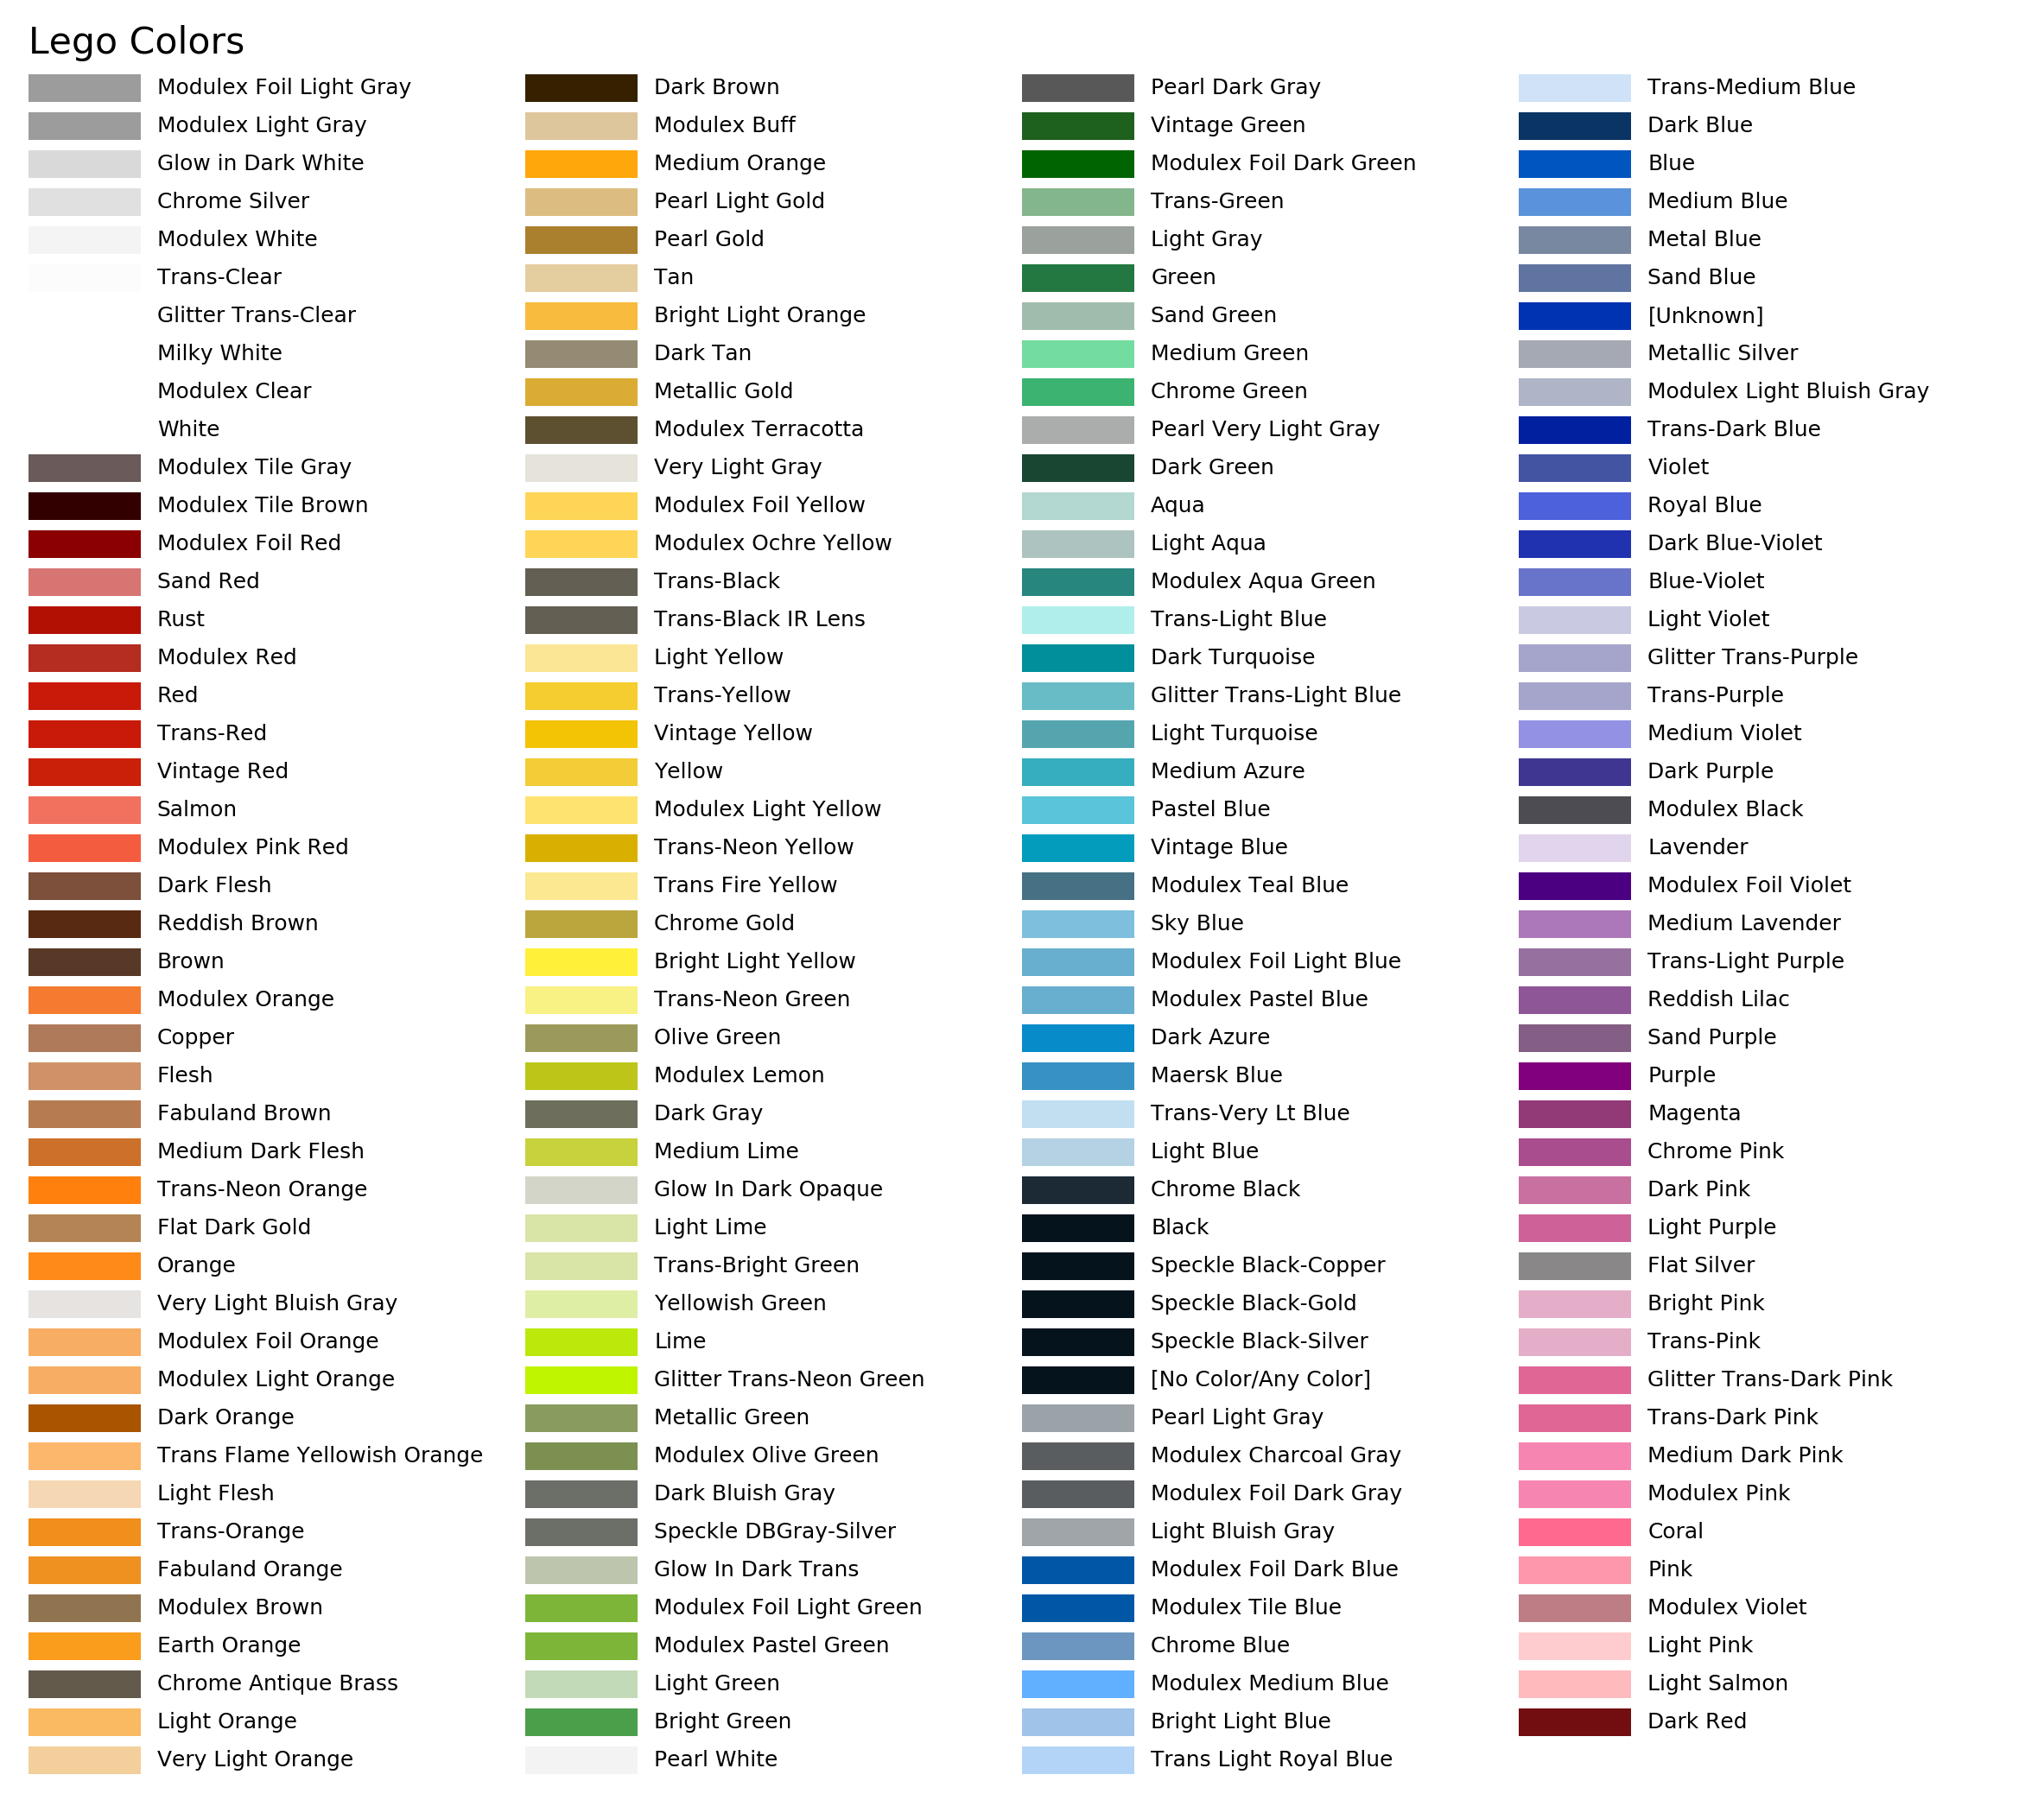 Lego Colors
Modulex Foil Light Gray
Modulex Light Gray
Glow in Dark White
Chrome Silver
Modulex White
Trans-Clear
Glitter Trans-Clear
Milky White
Modulex Clear
White
Modulex Tile Gray
Modulex Tile Brown
Modulex Foil Red
Sand Red
Rust
Modulex Red
Red
Trans-Red
Vintage Red
Salmon
Modulex Pink Red
Dark Flesh
Reddish Brown
Brown
Modulex Orange
Copper
Flesh
Fabuland Brown
Medium Dark Flesh
Trans-Neon Orange
Flat Dark Gold
Orange
Very Light Bluish Gray
Modulex Foil Orange
Modulex Light Orange
Dark Orange
Trans Flame Yellowish Orange
Light Flesh
Trans-Orange
Fabuland Orange
Modulex Brown
Earth Orange
Chrome Antique Brass
Light Orange
Very Light Orange
Dark Brown
Modulex Buff
Medium Orange
Pearl Light Gold
Pearl Gold
Tan
Bright Light Orange
Dark Tan
Metallic Gold
Modulex Terracotta
Very Light Gray
Modulex Foil Yellow
Modulex Ochre Yellow
Trans-Black
Trans-Black IR Lens
Light Yellow
Trans-Yellow
Vintage Yellow
Yellow
Modulex Light Yellow
Trans-Neon Yellow
Trans Fire Yellow
Chrome Gold
Bright Light Yellow
Trans-Neon Green
Olive Green
Modulex Lemon
Dark Gray
Medium Lime
Glow In Dark Opaque
Light Lime
Trans-Bright Green
Yellowish Green
Lime
Glitter Trans-Neon Green
Metallic Green
Modulex Olive Green
Dark Bluish Gray
Speckle DBGray-Silver
Glow In Dark Trans
Modulex Foil Light Green
Modulex Pastel Green
Light Green
Bright Green
Pearl White
Pearl Dark Gray
Vintage Green
Modulex Foil Dark Green
Trans-Green
Light Gray
Green
Sand Green
Medium Green
Chrome Green
Pearl Very Light Gray
Dark Green
Aqua
Light Aqua
Modulex Aqua Green
Trans-Light Blue
Dark Turquoise
Glitter Trans-Light Blue
Light Turquoise
Medium Azure
Pastel Blue
Vintage Blue
Modulex Teal Blue
Sky Blue
Modulex Foil Light Blue
Modulex Pastel Blue
Dark Azure
Maersk Blue
Trans-Very Lt Blue
Light Blue
Chrome Black
Black
Speckle Black-Copper
Speckle Black-Gold
Speckle Black-Silver
[No Color/Any Color]
Pearl Light Gray
Modulex Charcoal Gray
Modulex Foil Dark Gray
Light Bluish Gray
Modulex Foil Dark Blue
Modulex Tile Blue
Chrome Blue
Modulex Medium Blue
Bright Light Blue
Trans Light Royal Blue
Trans-Medium Blue
Dark Blue
Blue
Medium Blue
Metal Blue
Sand Blue
[Unknown]
Metallic Silver
Modulex Light Bluish Gray
Trans-Dark Blue
Violet
Royal Blue
Dark Blue-Violet
Blue-Violet
Light Violet
Glitter Trans-Purple
Trans-Purple
Medium Violet
Dark Purple
Modulex Black
Lavender
Modulex Foil Violet
Medium Lavender
Trans-Light Purple
Reddish Lilac
Sand Purple
Purple
Magenta
Chrome Pink
Dark Pink
Light Purple
Flat Silver
Bright Pink
Trans-Pink
Glitter Trans-Dark Pink
Trans-Dark Pink
Medium Dark Pink
Modulex Pink
Coral
Pink
Modulex Violet
Light Pink
Light Salmon
Dark Red